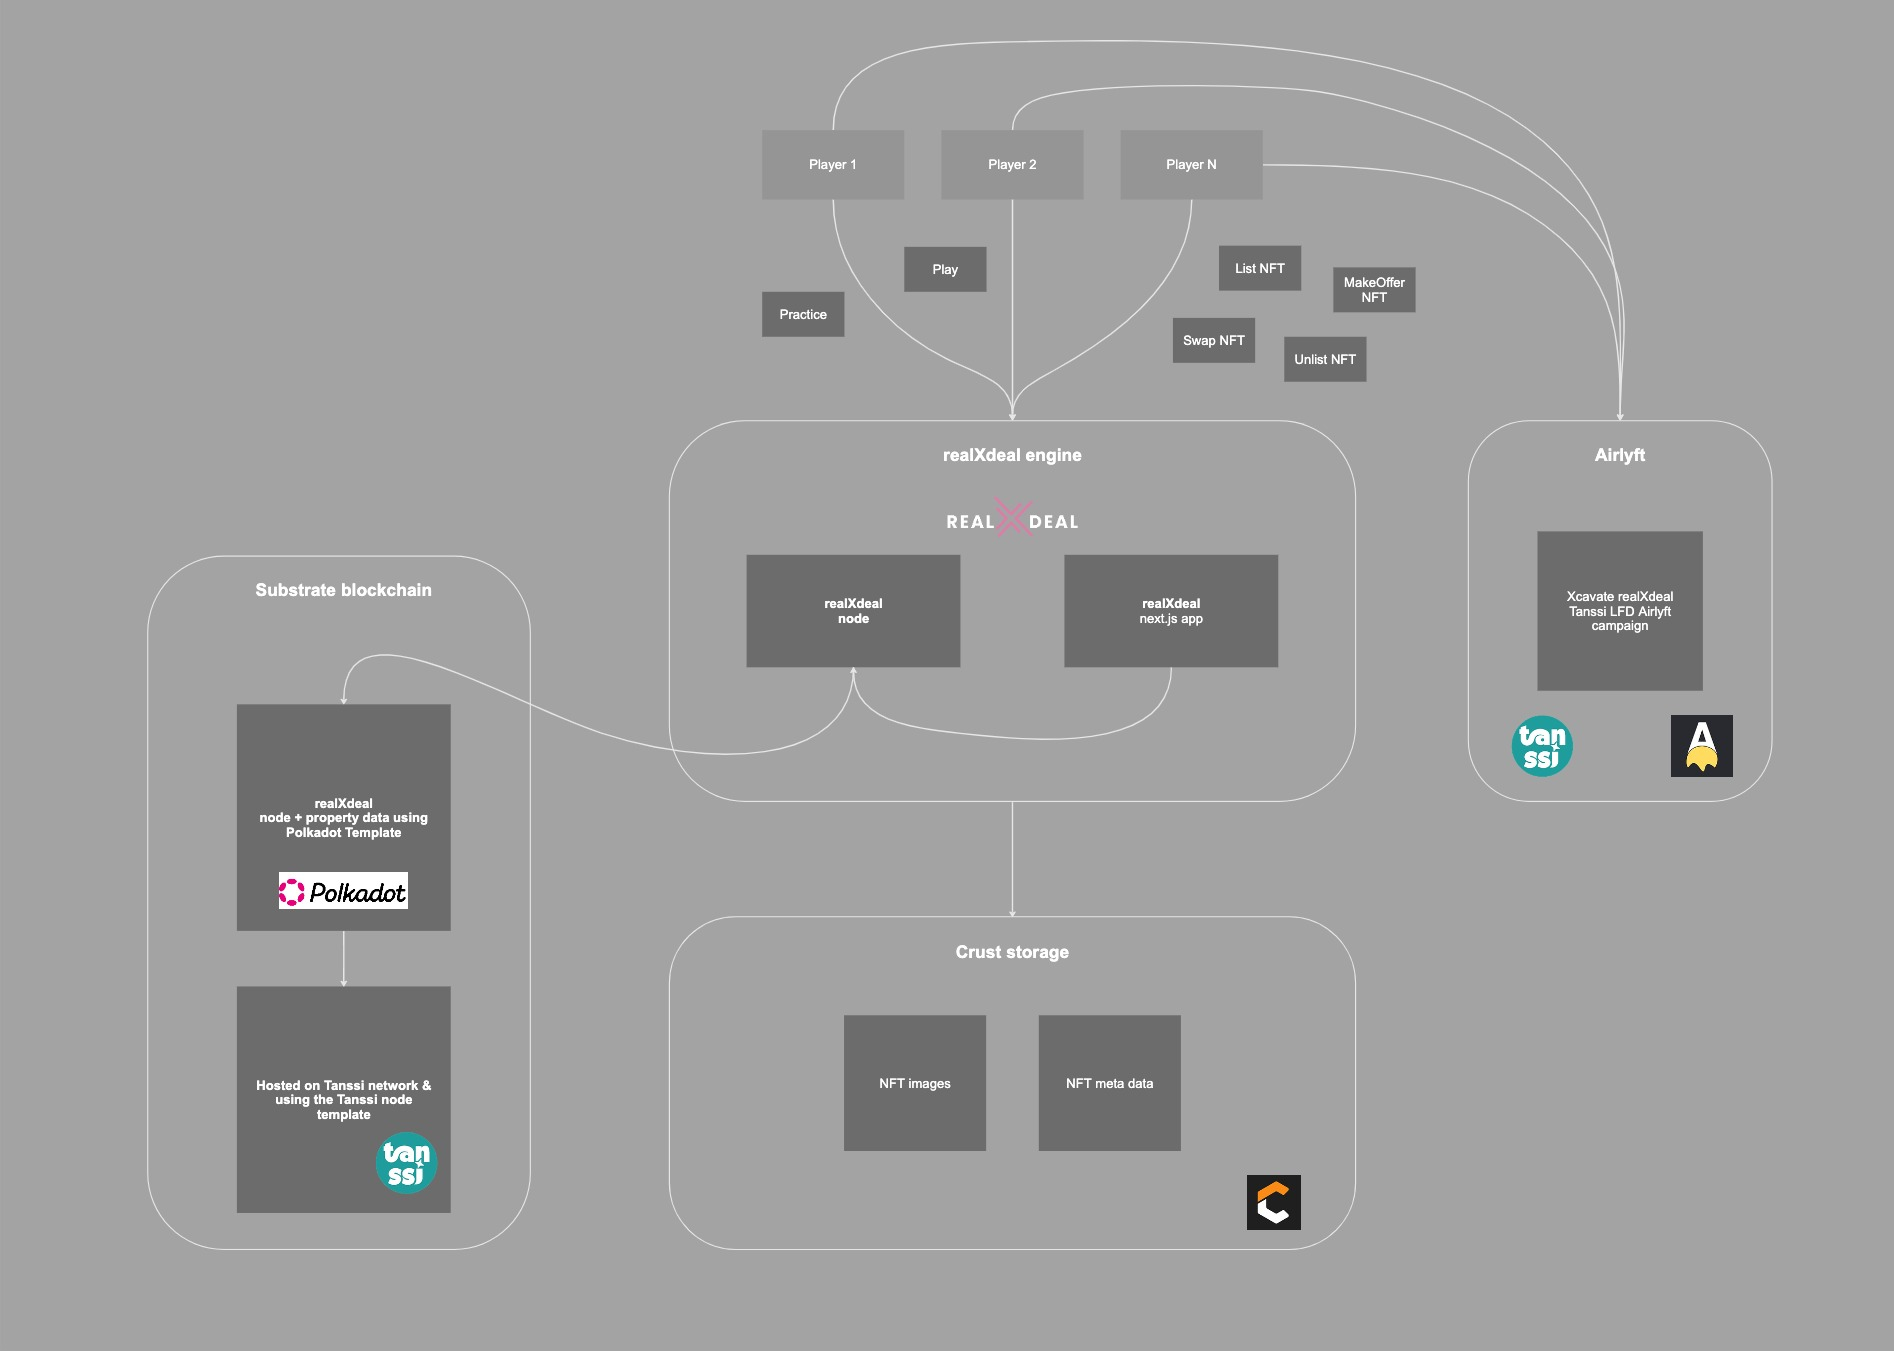 Player 1
Player 2
Player N
Play
Practice
List NFT
MakeOffer
NFT
Swap NFT
Unlist NFT
realXdeal engine
REAL X DEAL
realXdeal
node
realXdeal
next.js app
Airlyft
Xcavate realXdeal
Tanssi LFD Airlyft
campaign
tan
ssi
A
Substrate blockchain
realXdeal
node + property data using
Polkadot Template
Polkadot
Hosted on Tanssi network &
using the Tanssi node
template
tan
ssi
Crust storage
NFT images
NFT meta data
C